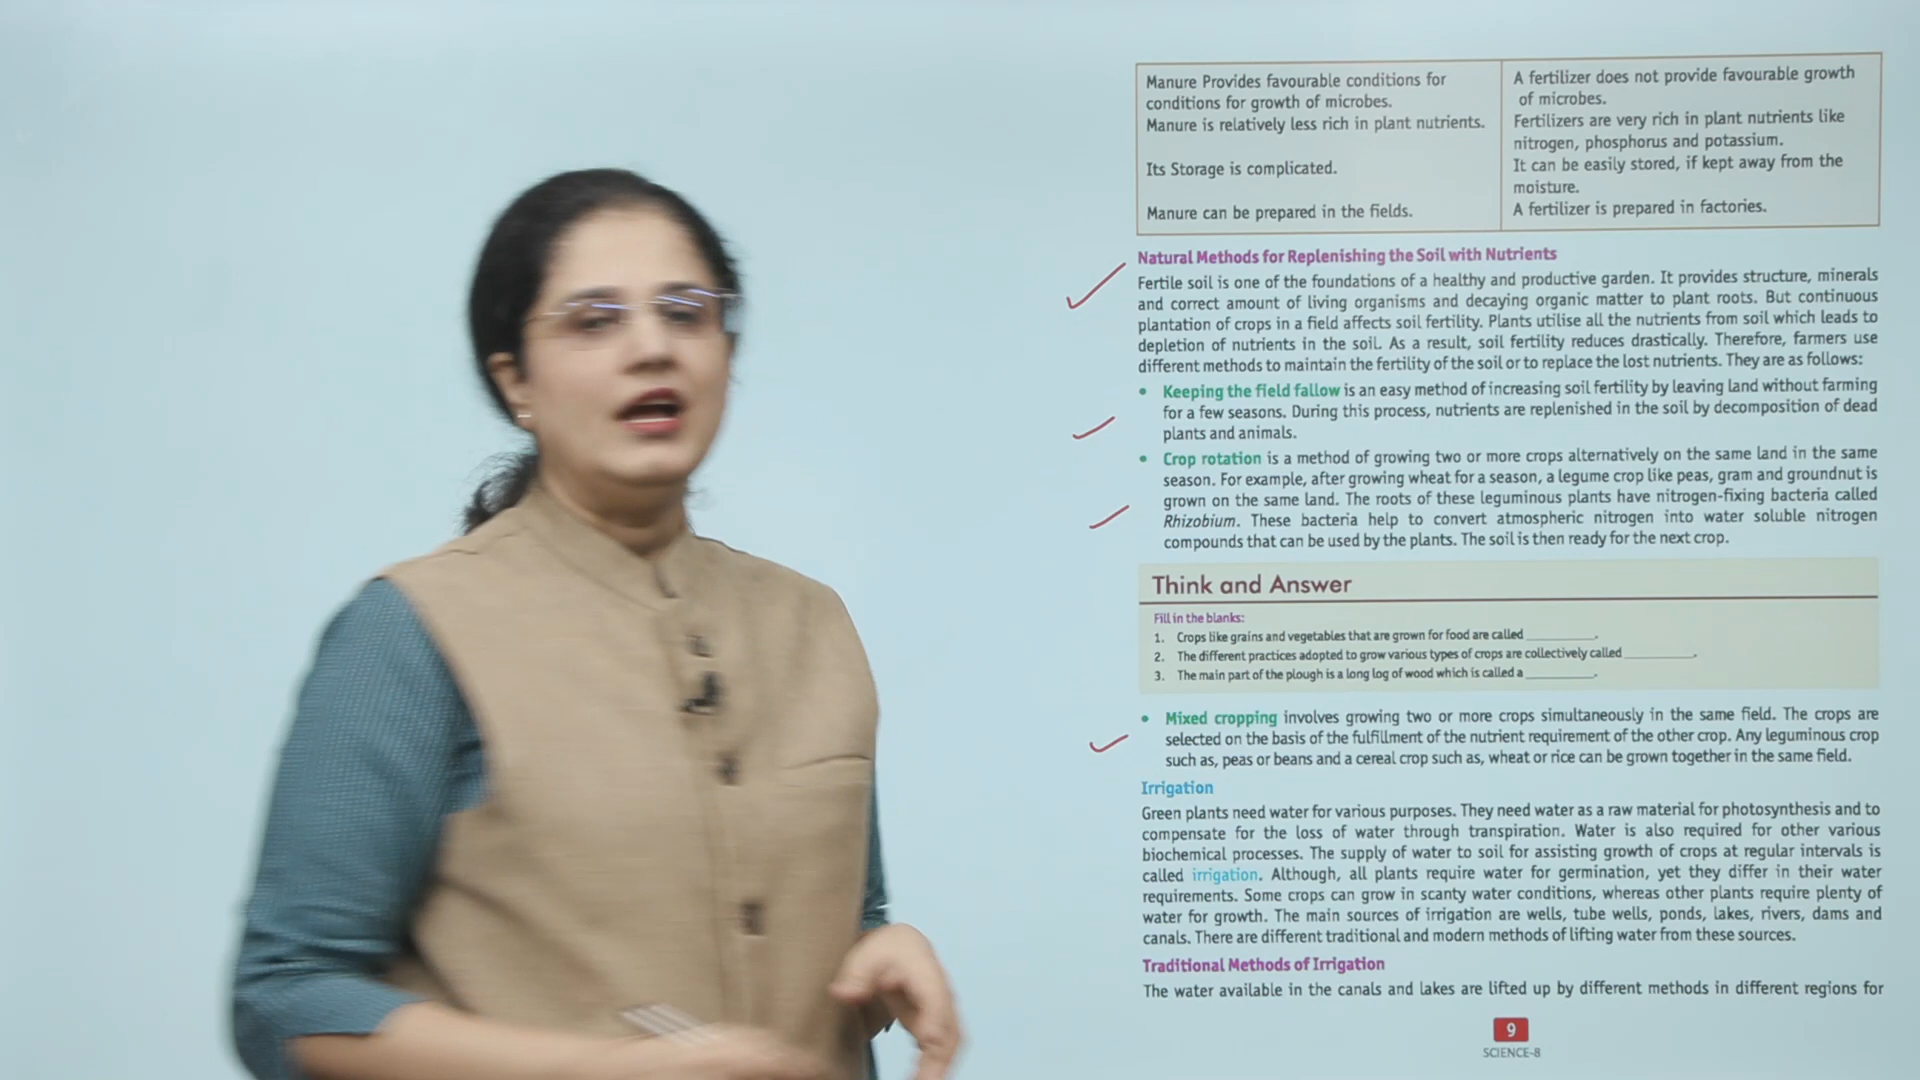 Manure Provides favourable conditions for
conditions for growth of microbes.
Manure is relatively less rich in plant nutrients.
Its Storage is complicated.
Manure can be prepared in the fields.
A fertilizer does not provide favourable growth
of microbes.
Fertilizers are very rich in plant nutrients like
nitrogen, phosphorus and potassium.
It can be easily stored, if kept away from the
moisture.
A fertilizer is prepared in factories.
Natural Methods for Replenishing the Soil with Nutrients
Fertile soil is one of the foundations of a healthy and productive garden. It provides structure, minerals
and correct amount of living organisms and decaying organic matter to plant roots. But continuous
plantation of crops in a field affects soil fertility. Plants utilise all the nutrients from soil which leads to
depletion of nutrients in the soil. As a result, soil fertility reduces drastically. Therefore, farmers use
different methods to maintain the fertility of the soil or to replace the lost nutrients. They are as follows:
• Keeping the field fallow is an easy method of increasing soil fertility by leaving land without farming
for a few seasons. During this process, nutrients are replenished in the soil by decomposition of dead
plants and animals.
• Crop rotation is a method of growing two or more crops alternatively on the same land in the same
season. For example, after growing wheat for a season, a legume crop like peas, gram and groundnut is
grown on the same land. The roots of these leguminous plants have nitrogen-fixing bacteria called
Rhizobium. These bacteria help to convert atmospheric nitrogen into water soluble nitrogen
compounds that can be used by the plants. The soil is then ready for the next crop.
Think and Answer
Fill in the blanks:
1. Crops like grains and vegetables that are grown for food are called __________.
2. The different practices adopted to grow various types of crops are collectively called __________.
3. The main part of the plough is a long log of wood which is called a __________.
• Mixed cropping involves growing two or more crops simultaneously in the same field. The crops are
selected on the basis of the fulfillment of the nutrient requirement of the other crop. Any leguminous crop
such as, peas or beans and a cereal crop such as, wheat or rice can be grown together in the same field.
Irrigation
Green plants need water for various purposes. They need water as a raw material for photosynthesis and to
compensate for the loss of water through transpiration. Water is also required for other various
biochemical processes. The supply of water to soil for assisting growth of crops at regular intervals is
called irrigation. Although, all plants require water for germination, yet they differ in their water
requirements. Some crops can grow in scanty water conditions, whereas other plants require plenty of
water for growth. The main sources of irrigation are wells, tube wells, ponds, lakes, rivers, dams and
canals. There are different traditional and modern methods of lifting water from these sources.
Traditional Methods of Irrigation
The water available in the canals and lakes are lifted up by different methods in different regions for
9
SCIENCE-8